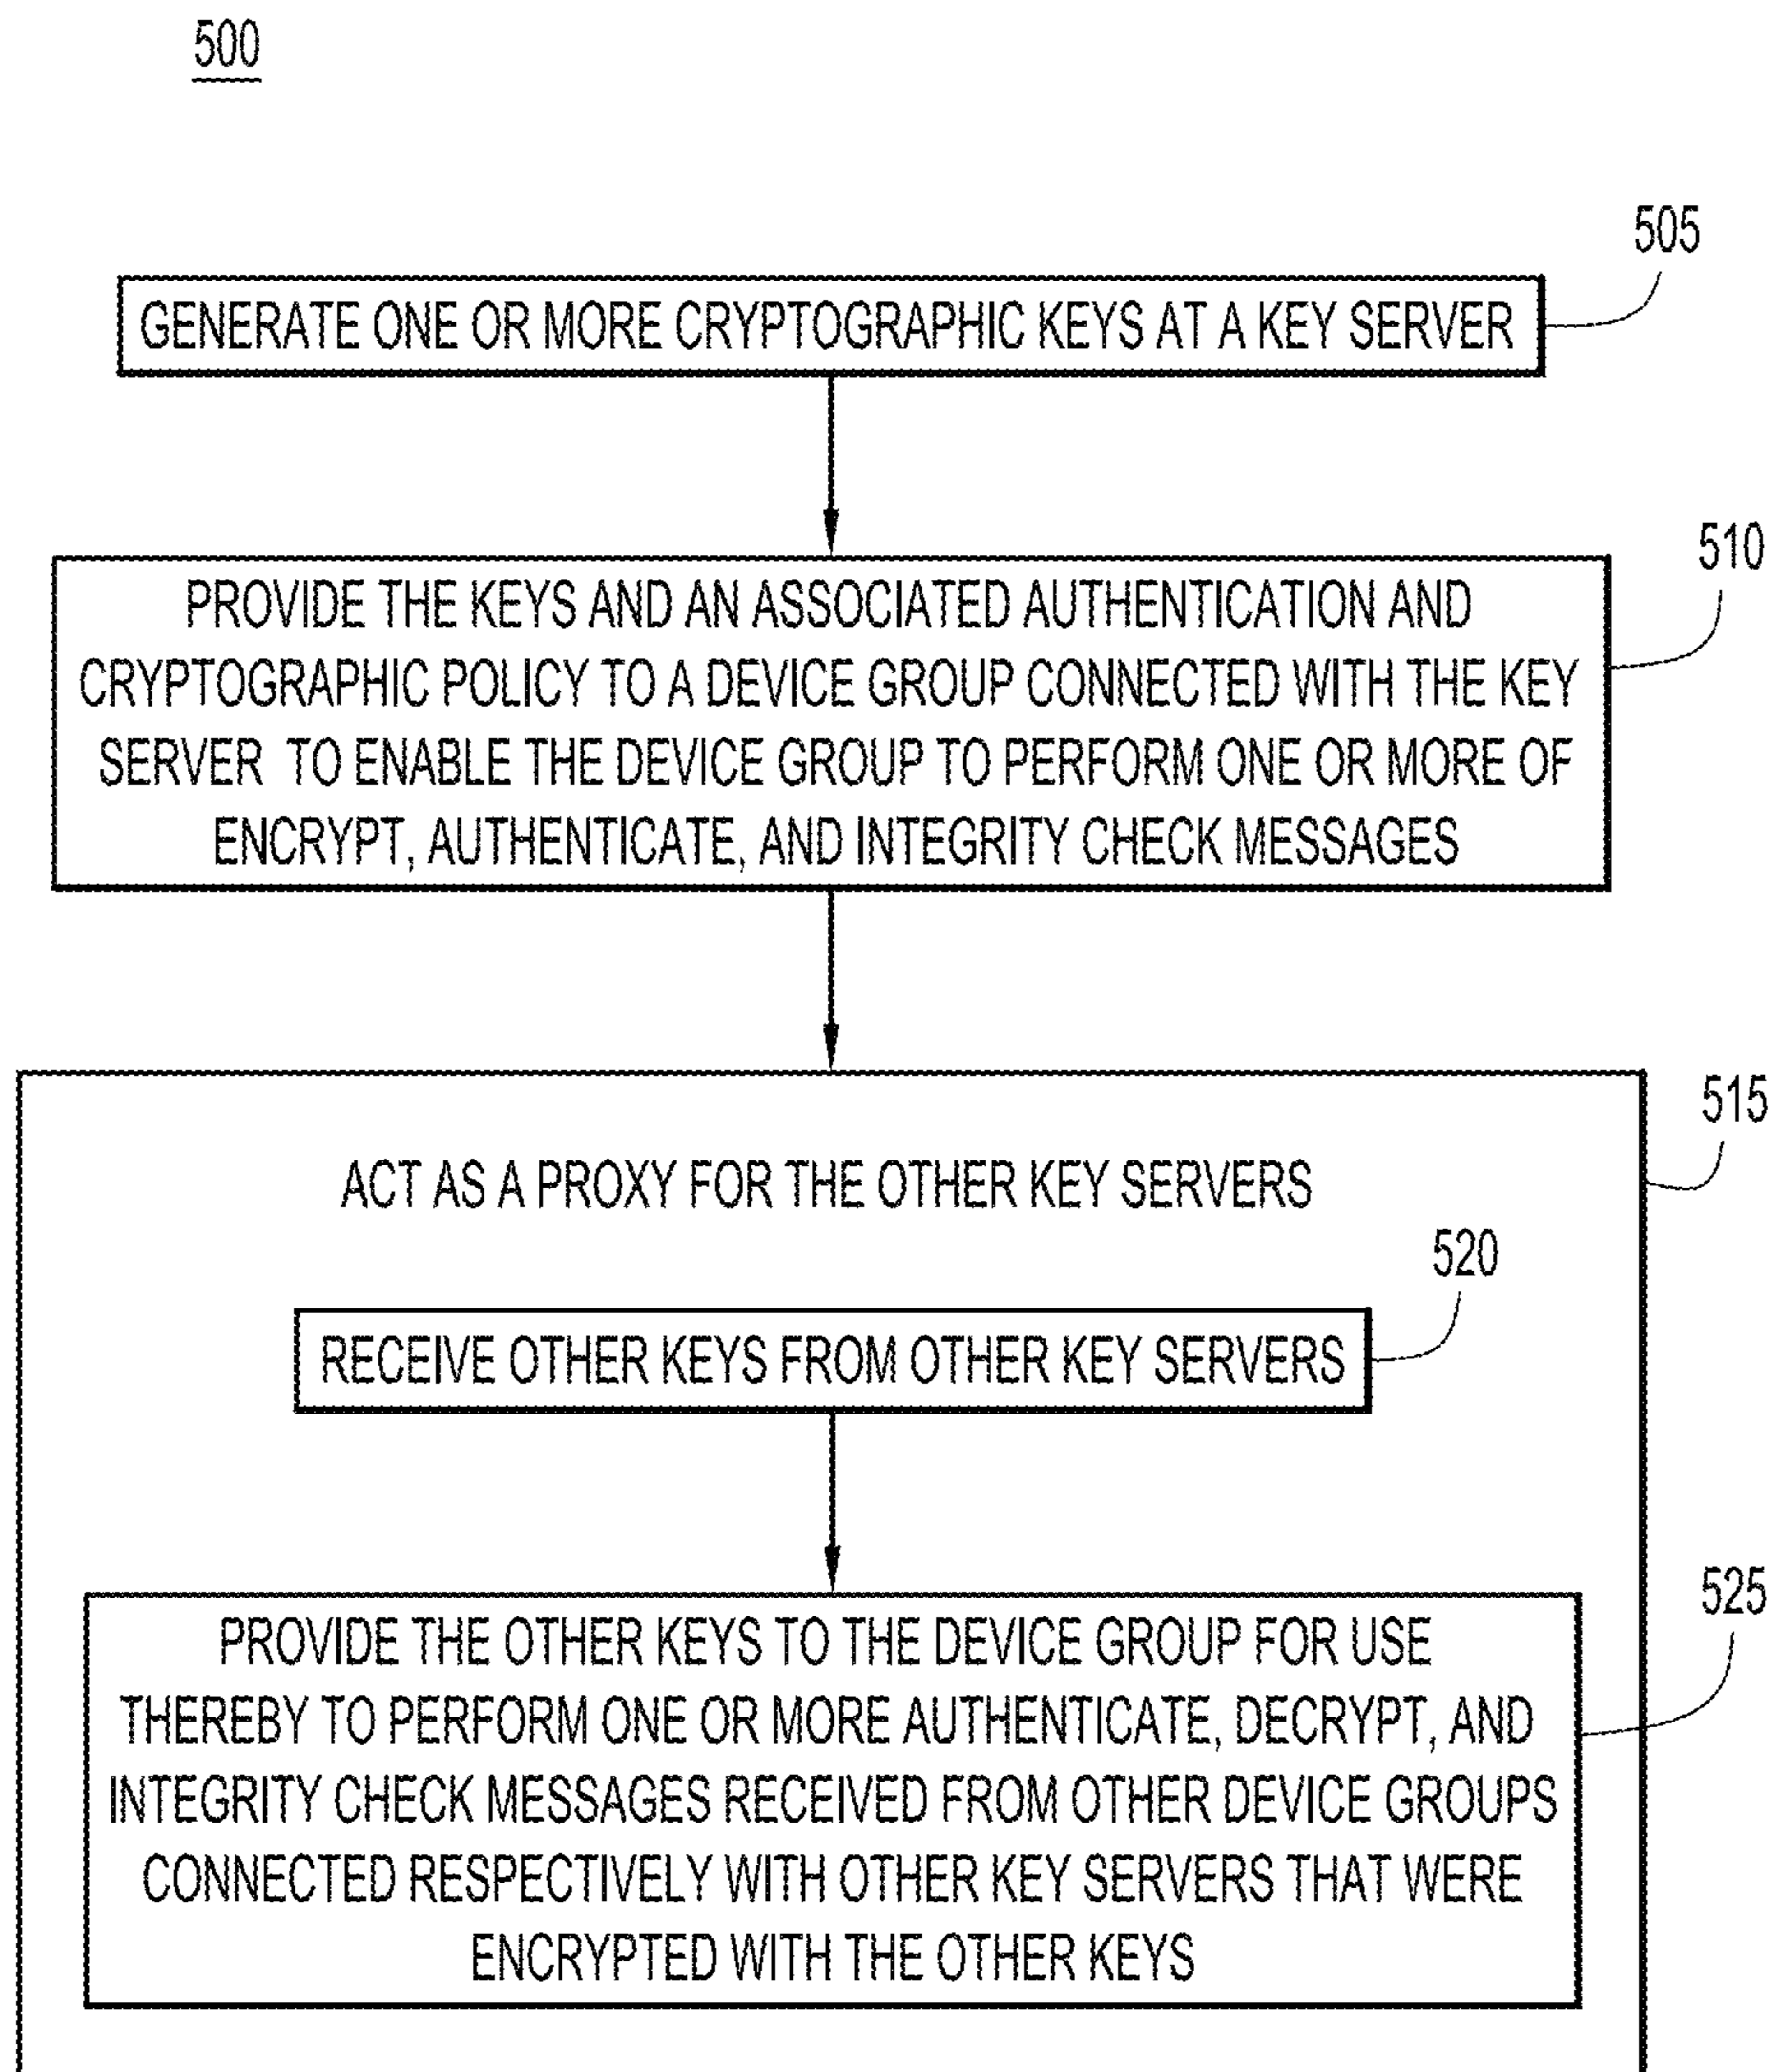 500
505
GENERATE ONE OR MORE CRYPTOGRAPHIC KEYS AT A KEY SERVER
510
PROVIDE THE KEYS AND AN ASSOCIATED AUTHENTICATION AND
CRYPTOGRAPHIC POLICY TO A DEVICE GROUP CONNECTED WITH THE KEY
SERVER TO ENABLE THE DEVICE GROUP TO PERFORM ONE OR MORE OF
ENCRYPT, AUTHENTICATE, AND INTEGRITY CHECK MESSAGES
515
ACT AS A PROXY FOR THE OTHER KEY SERVERS
520
RECEIVE OTHER KEYS FROM OTHER KEY SERVERS
525
PROVIDE THE OTHER KEYS TO THE DEVICE GROUP FOR USE
THEREBY TO PERFORM ONE OR MORE AUTHENTICATE, DECRYPT, AND
INTEGRITY CHECK MESSAGES RECEIVED FROM OTHER DEVICE GROUPS
CONNECTED RESPECTIVELY WITH OTHER KEY SERVERS THAT WERE
ENCRYPTED WITH THE OTHER KEYS